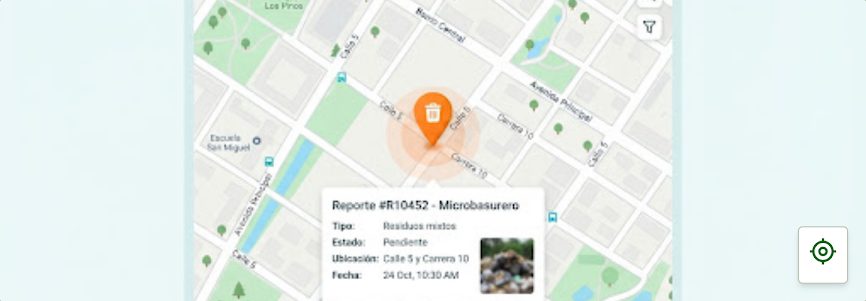 Los Pinos
Barrio Central
Calle 5
Avenida Principal
Calle 5
Calle 5
Carrera 10
Calle 5
Escuela
San Miguel
Carrera 10
Avenida Principal
Calle 5
Reporte #R10452 - Microbasurero
Tipo: Residuos mixtos
Estado: Pendiente
Ubicación: Calle 5 y Carrera 10
Fecha: 24 Oct, 10:30 AM